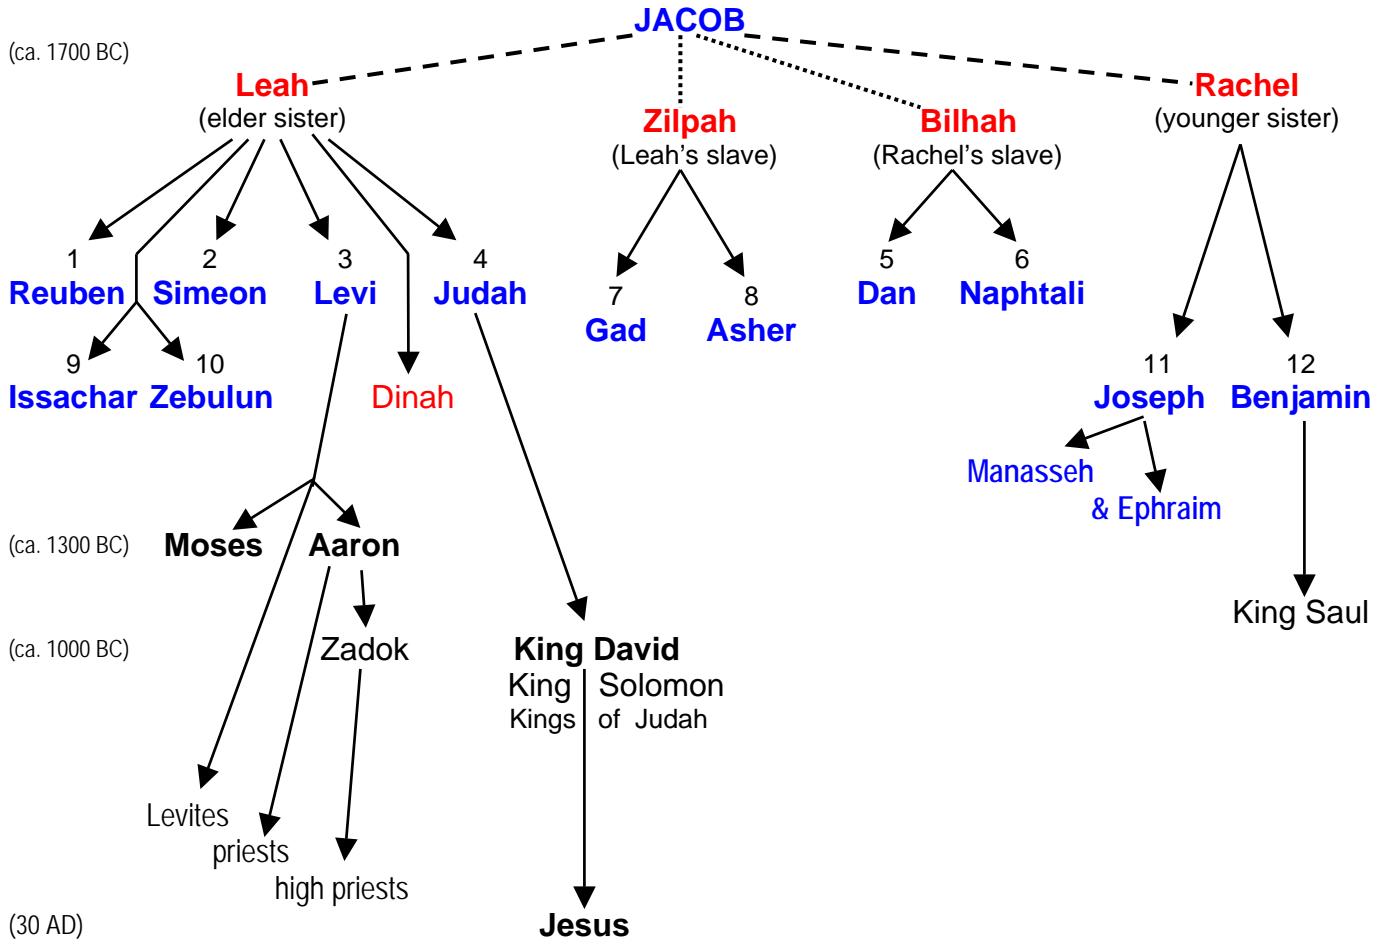 JACOB
(ca. 1700 BC)
Leah
(elder sister)
Zilpah
(Leah's slave)
Bilhah
(Rachel's slave)
Rachel
(younger sister)
1
Reuben
2
Simeon
3
Levi
4
Judah
7
Gad
8
Asher
5
Dan
6
Naphtali
9
Issachar
10
Zebulun
Dinah
11
Joseph
12
Benjamin
Manasseh
& Ephraim
(ca. 1300 BC)
Moses
Aaron
King Saul
(ca. 1000 BC)
Zadok
King David
King Solomon
Kings of Judah
Levites
priests
high priests
(30 AD)
Jesus